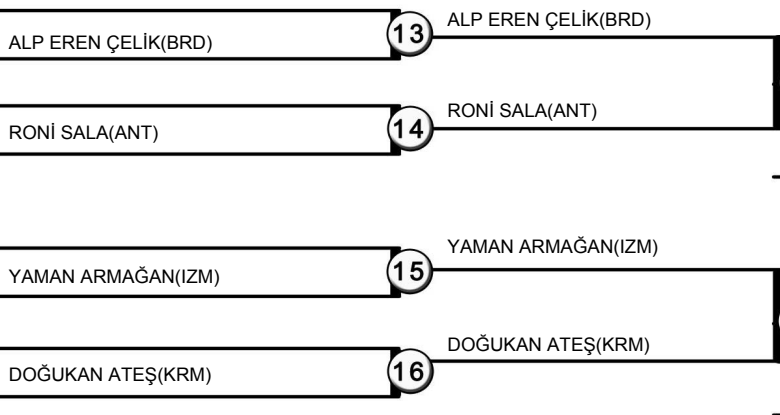 ALP EREN ÇELİK(BRD)
13
ALP EREN ÇELİK(BRD)
RONİ SALA(ANT)
14
RONİ SALA(ANT)
YAMAN ARMAĞAN(IZM)
15
YAMAN ARMAĞAN(IZM)
DOĞUKAN ATEŞ(KRM)
16
DOĞUKAN ATEŞ(KRM)